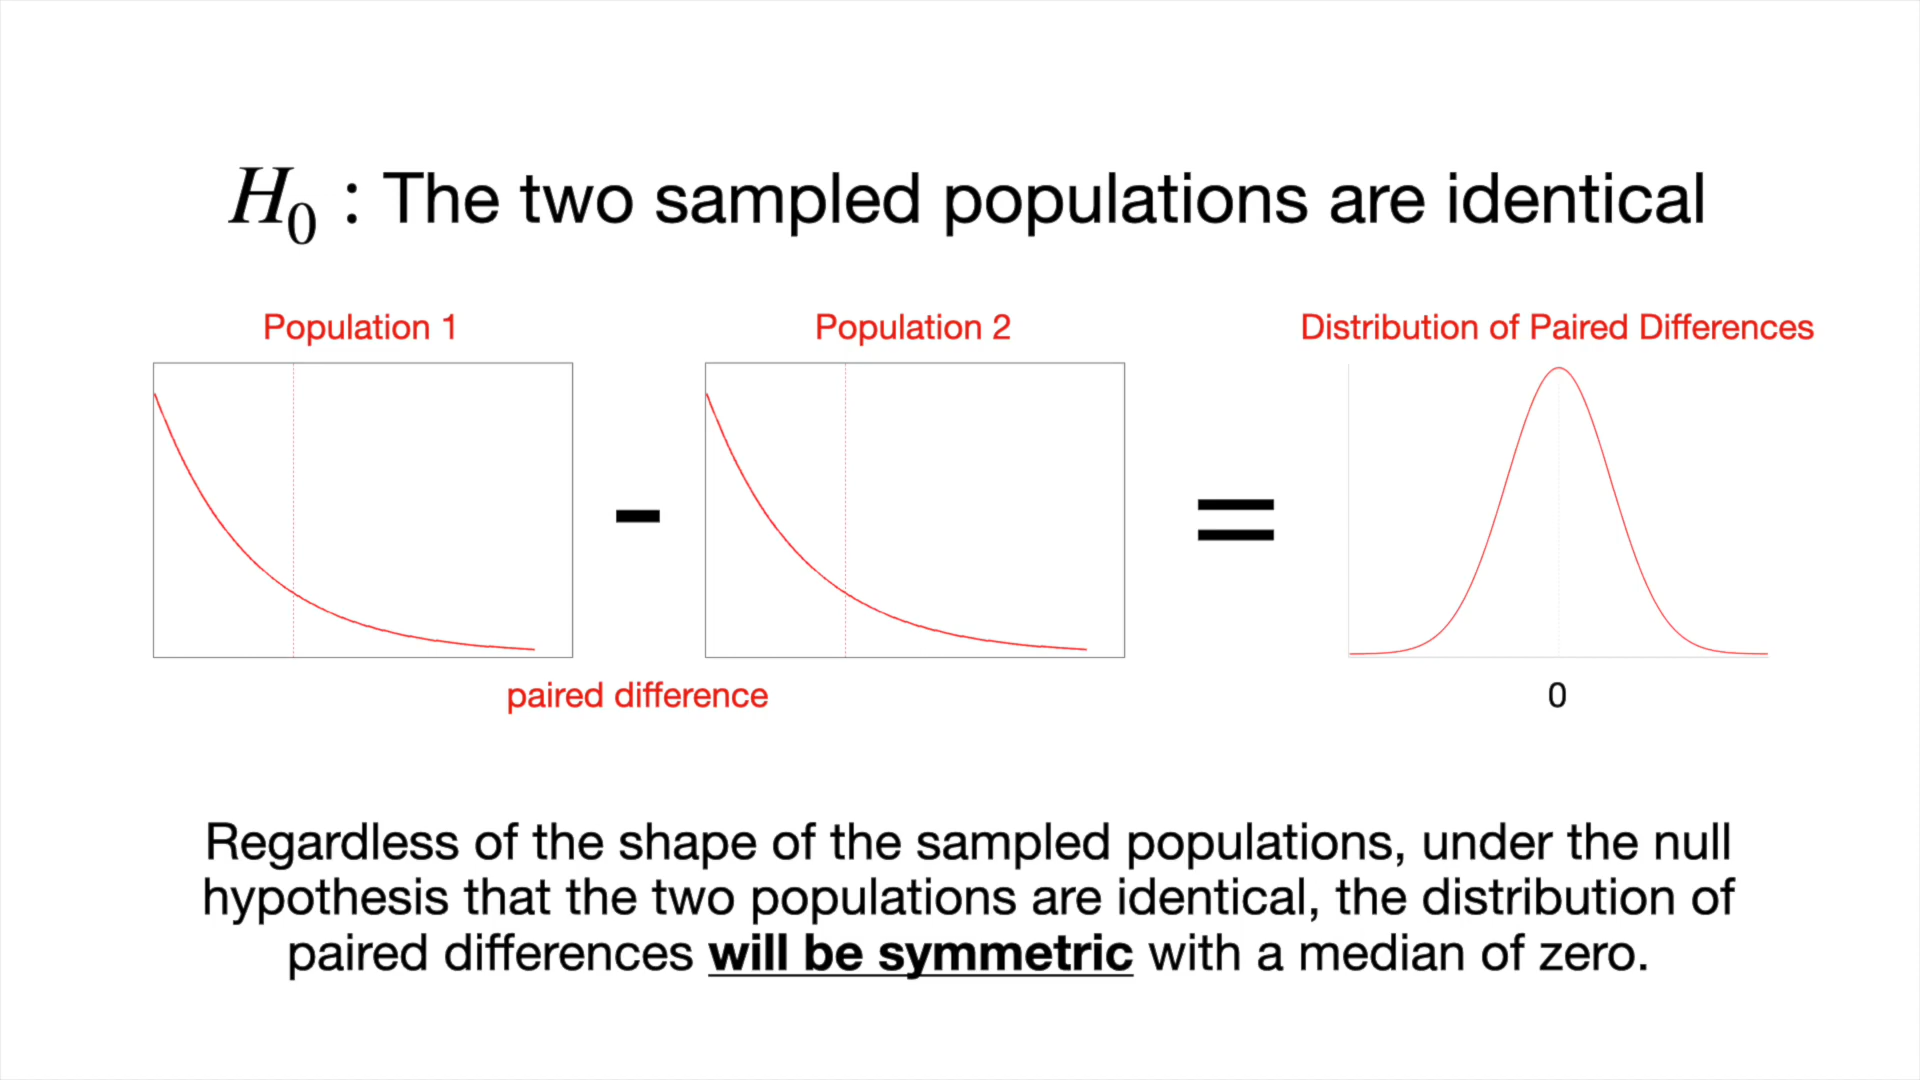 H₀ : The two sampled populations are identical
Population 1
Population 2
Distribution of Paired Differences
-
=
paired difference
0
Regardless of the shape of the sampled populations, under the null
hypothesis that the two populations are identical, the distribution of
paired differences will be symmetric with a median of zero.